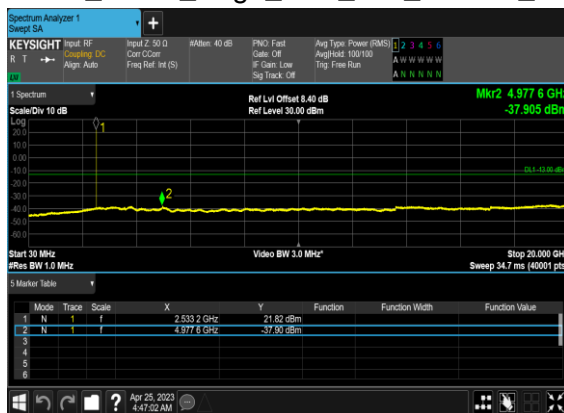 Spectrum Analyzer 1
Swept SA
KEYSIGHT Input: RF Input Z: 50 Ω #Atten: 40 dB PNO: Fast Avg Type: Power (RMS) 1 2 3 4 5 6
R T Coupling: DC Corr CCorr Gate: Off Avg|Hold: 100/100 A W W W W W
Align: Auto Freq Ref: Int (S) IF Gain: Low Trig: Free Run
LXI Sig Track: Off A N N N N N
1 Spectrum Ref Lvl Offset 8.40 dB Mkr2 4.977 6 GH
Scale/Div 10 dB Ref Level 30.00 dBm -37.905 dBm
Log
20.0 1
10.0
0.00
-10.0 DL1 -13.00 dB
-20.0
-30.0 2
-40.0
-50.0
-60.0
Start 30 MHz Video BW 3.0 MHz* Stop 20.000 GH
#Res BW 1.0 MHz Sweep 34.7 ms (40001 pts
5 Marker Table
Mode Trace Scale X Y Function Function Width Function Value
1 N 1 f 2.533 2 GHz 21.82 dBm
2 N 1 f 4.977 6 GHz -37.90 dBm
3
4
5
6
? Apr 25, 2023
4:47:02 AM